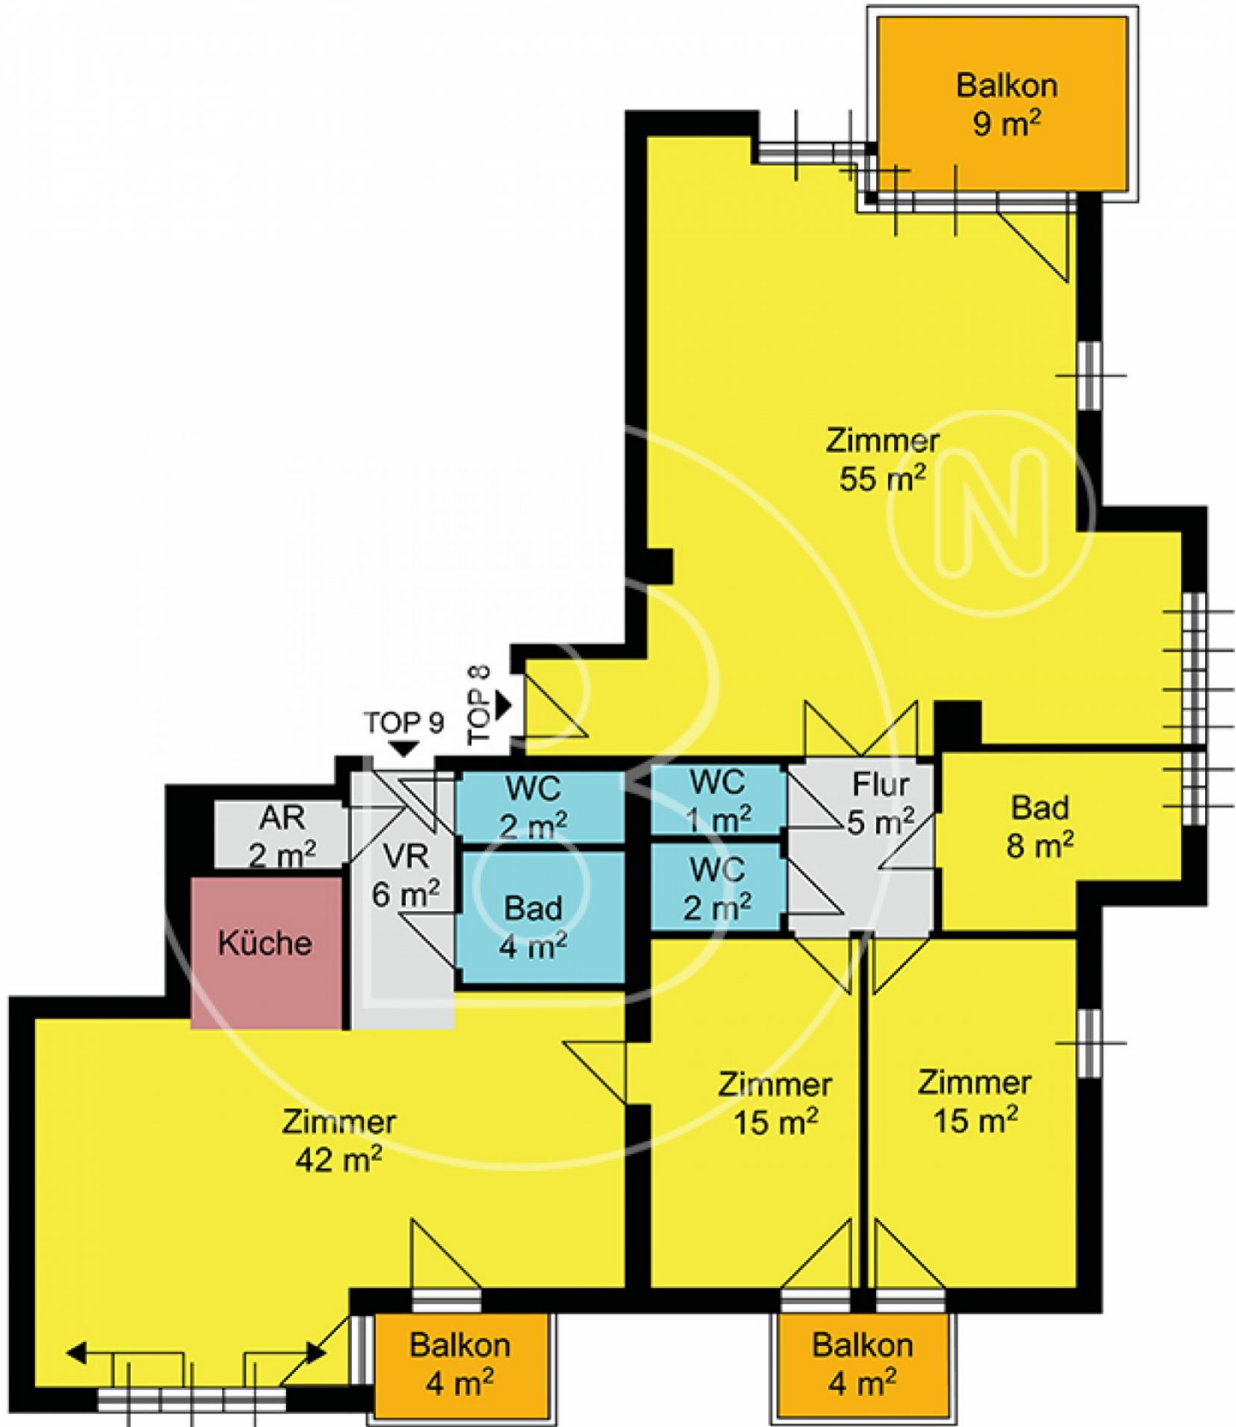 Balkon
9 m²
Zimmer
55 m²
N
TOP 8
TOP 9
WC
2 m²
WC
1 m²
Flur
5 m²
Bad
8 m²
AR
2 m²
VR
6 m²
WC
2 m²
Bad
4 m²
Küche
Zimmer
42 m²
Zimmer
15 m²
Zimmer
15 m²
Balkon
4 m²
Balkon
4 m²